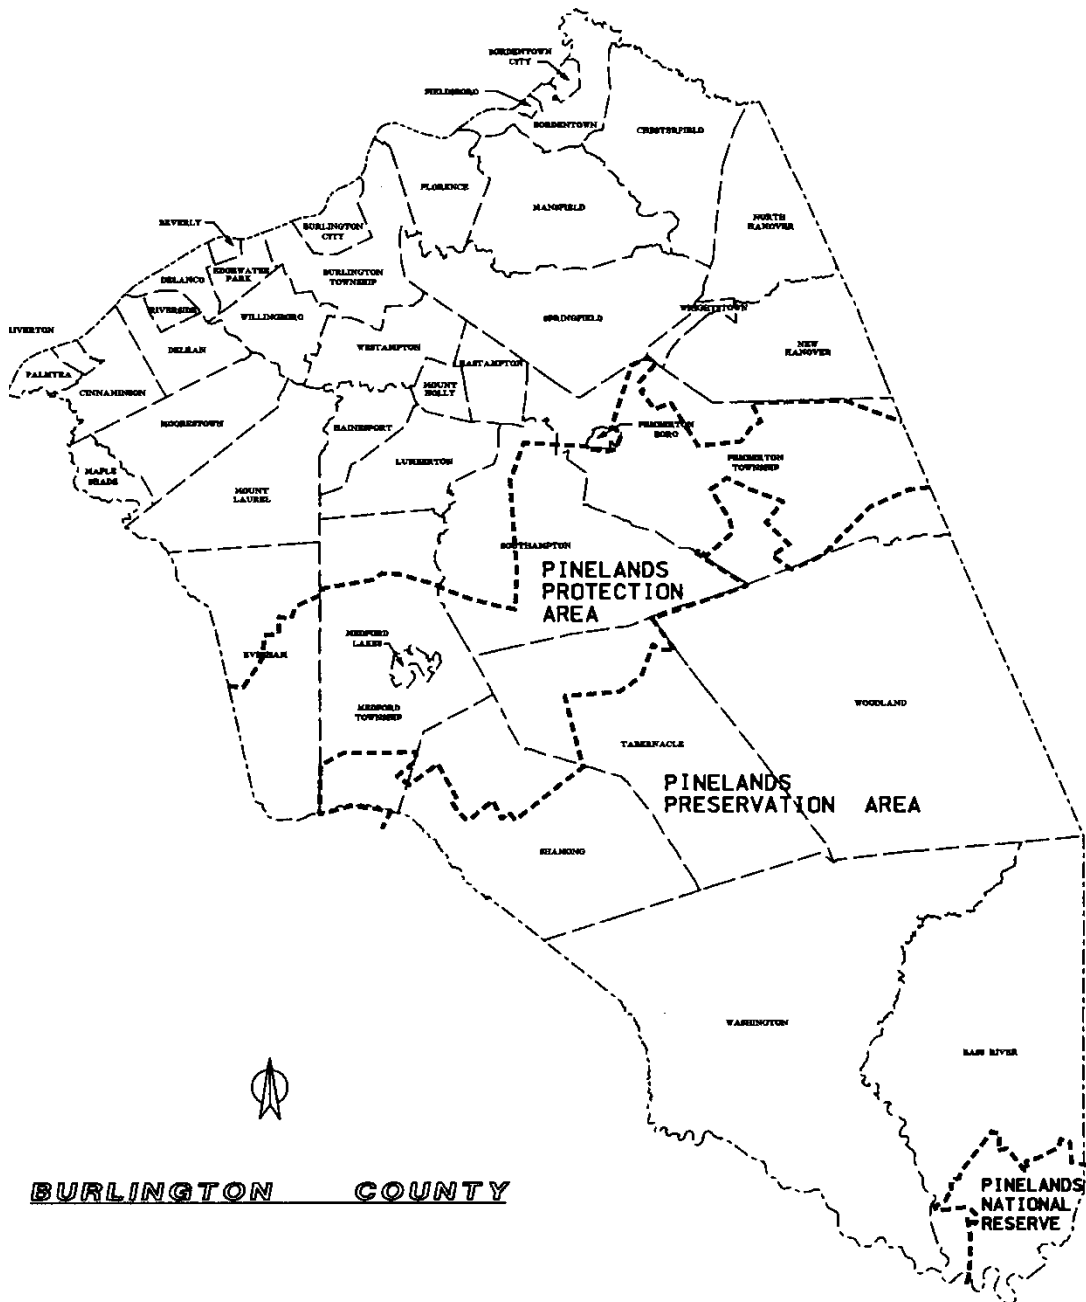 BORDENTOWN
CITY
FIELDSBORO
BORDENTOWN
CHESTERFIELD
FLORENCE
MANSFIELD
NORTH
HANOVER
BEVERLY
BURLINGTON
CITY
EDGEWATER
PARK
DELANCO
BURLINGTON
TOWNSHIP
RIVERSIDE
WILLINGBORO
SPRINGFIELD
WRIGHTSTOWN
LIVERTON
DELRAN
WESTAMPTON
NEW
HANOVER
EASTAMPTON
PALMYRA
CINNAMINSON
MOUNT
HOLLY
MOORESTOWN
HAINESPORT
PEMBERTON
BORO
LUMBERTON
PEMBERTON
TOWNSHIP
MAPLE
SHADE
MOUNT
LAUREL
SOUTHAMPTON
PINELANDS
PROTECTION
AREA
MEDFORD
LAKES
EVESHAM
MEDFORD
TOWNSHIP
WOODLAND
TABERNACLE
PINELANDS
PRESERVATION AREA
SHAMONG
WASHINGTON
BASS RIVER
PINELANDS
NATIONAL
RESERVE
BURLINGTON COUNTY